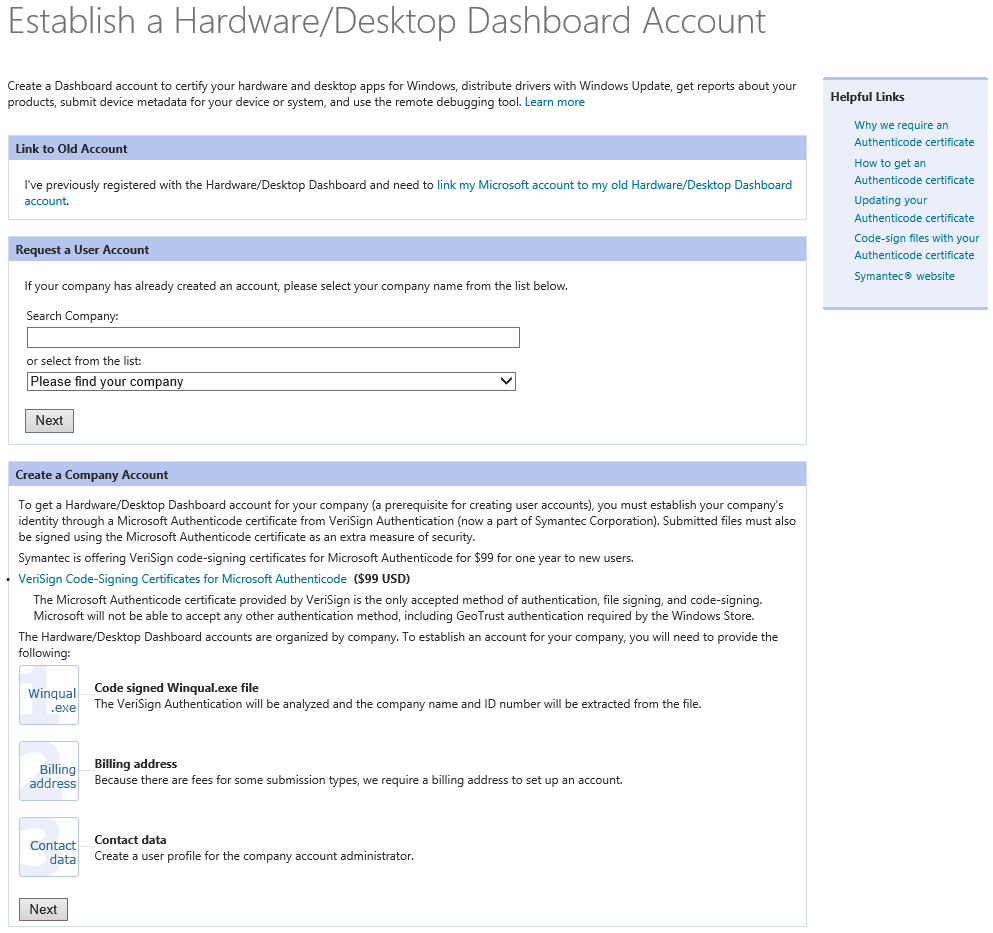 Establish a Hardware/Desktop Dashboard Account
Create a Dashboard account to certify your hardware and desktop apps for Windows, distribute drivers with Windows Update, get reports about your
products, submit device metadata for your device or system, and use the remote debugging tool. Learn more
Link to Old Account
I've previously registered with the Hardware/Desktop Dashboard and need to link my Microsoft account to my old Hardware/Desktop Dashboard
account.
Request a User Account
If your company has already created an account, please select your company name from the list below.
Search Company:
or select from the list:
Please find your company
Next
Create a Company Account
To get a Hardware/Desktop Dashboard account for your company (a prerequisite for creating user accounts), you must establish your company's
identity through a Microsoft Authenticode certificate from VeriSign Authentication (now a part of Symantec Corporation). Submitted files must also
be signed using the Microsoft Authenticode certificate as an extra measure of security.
Symantec is offering VeriSign code-signing certificates for Microsoft Authenticode for $99 for one year to new users.
• VeriSign Code-Signing Certificates for Microsoft Authenticode ($99 USD)
The Microsoft Authenticode certificate provided by VeriSign is the only accepted method of authentication, file signing, and code-signing.
Microsoft will not be able to accept any other authentication method, including GeoTrust authentication required by the Windows Store.
The Hardware/Desktop Dashboard accounts are organized by company. To establish an account for your company, you will need to provide the
following:
1
Winqual
.exe
Code signed Winqual.exe file
The VeriSign Authentication will be analyzed and the company name and ID number will be extracted from the file.
2
Billing
address
Billing address
Because there are fees for some submission types, we require a billing address to set up an account.
3
Contact
data
Contact data
Create a user profile for the company account administrator.
Next
Helpful Links
Why we require an
Authenticode certificate
How to get an
Authenticode certificate
Updating your
Authenticode certificate
Code-sign files with your
Authenticode certificate
Symantec® website